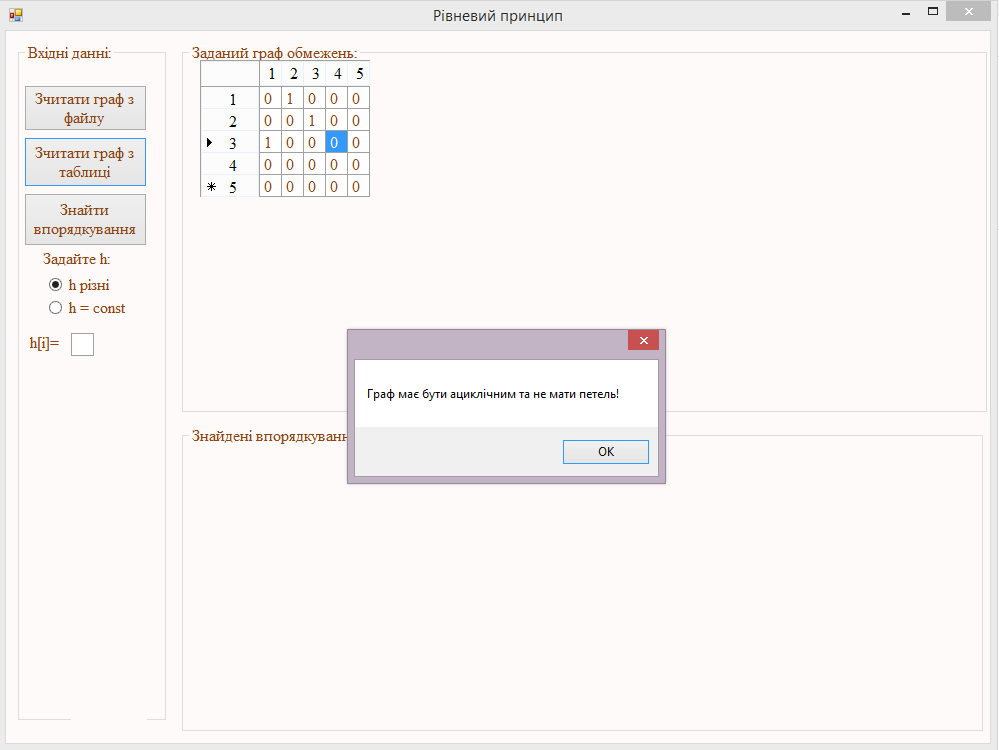 Рівневий принцип
Вхідні данні:
Зчитати граф з
файлу
Зчитати граф з
таблиці
Знайти
впорядкування
Задайте h:
h різні
h = const
h[i]=
Заданий граф обмежень:
1 2 3 4 5
1 0 1 0 0 0
2 0 0 1 0 0
3 1 0 0 0 0
4 0 0 0 0 0
5 0 0 0 0 0
Граф має бути ациклічним та не мати петель!
OK
Знайдені впорядкуванн